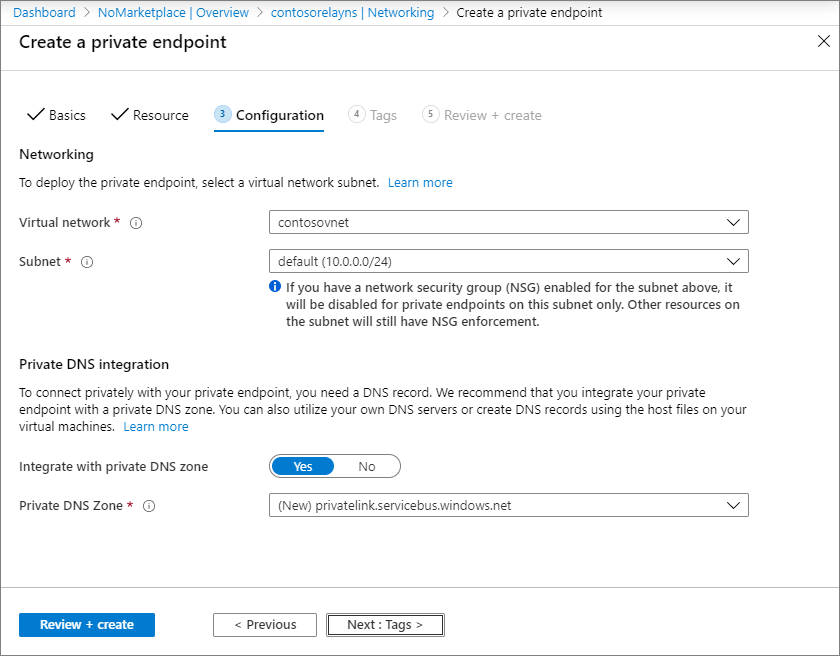 Dashboard > NoMarketplace | Overview > contosorelayns | Networking > Create a private endpoint
Create a private endpoint
Basics Resource 3 Configuration 4 Tags 5 Review + create
Networking
To deploy the private endpoint, select a virtual network subnet. Learn more
Virtual network * contosovnet
Subnet * default (10.0.0.0/24)
If you have a network security group (NSG) enabled for the subnet above, it
will be disabled for private endpoints on this subnet only. Other resources on
the subnet will still have NSG enforcement.
Private DNS integration
To connect privately with your private endpoint, you need a DNS record. We recommend that you integrate your private
endpoint with a private DNS zone. You can also utilize your own DNS servers or create DNS records using the host files on your
virtual machines. Learn more
Integrate with private DNS zone Yes No
Private DNS Zone * (New) privatelink.servicebus.windows.net
Review + create < Previous Next : Tags >